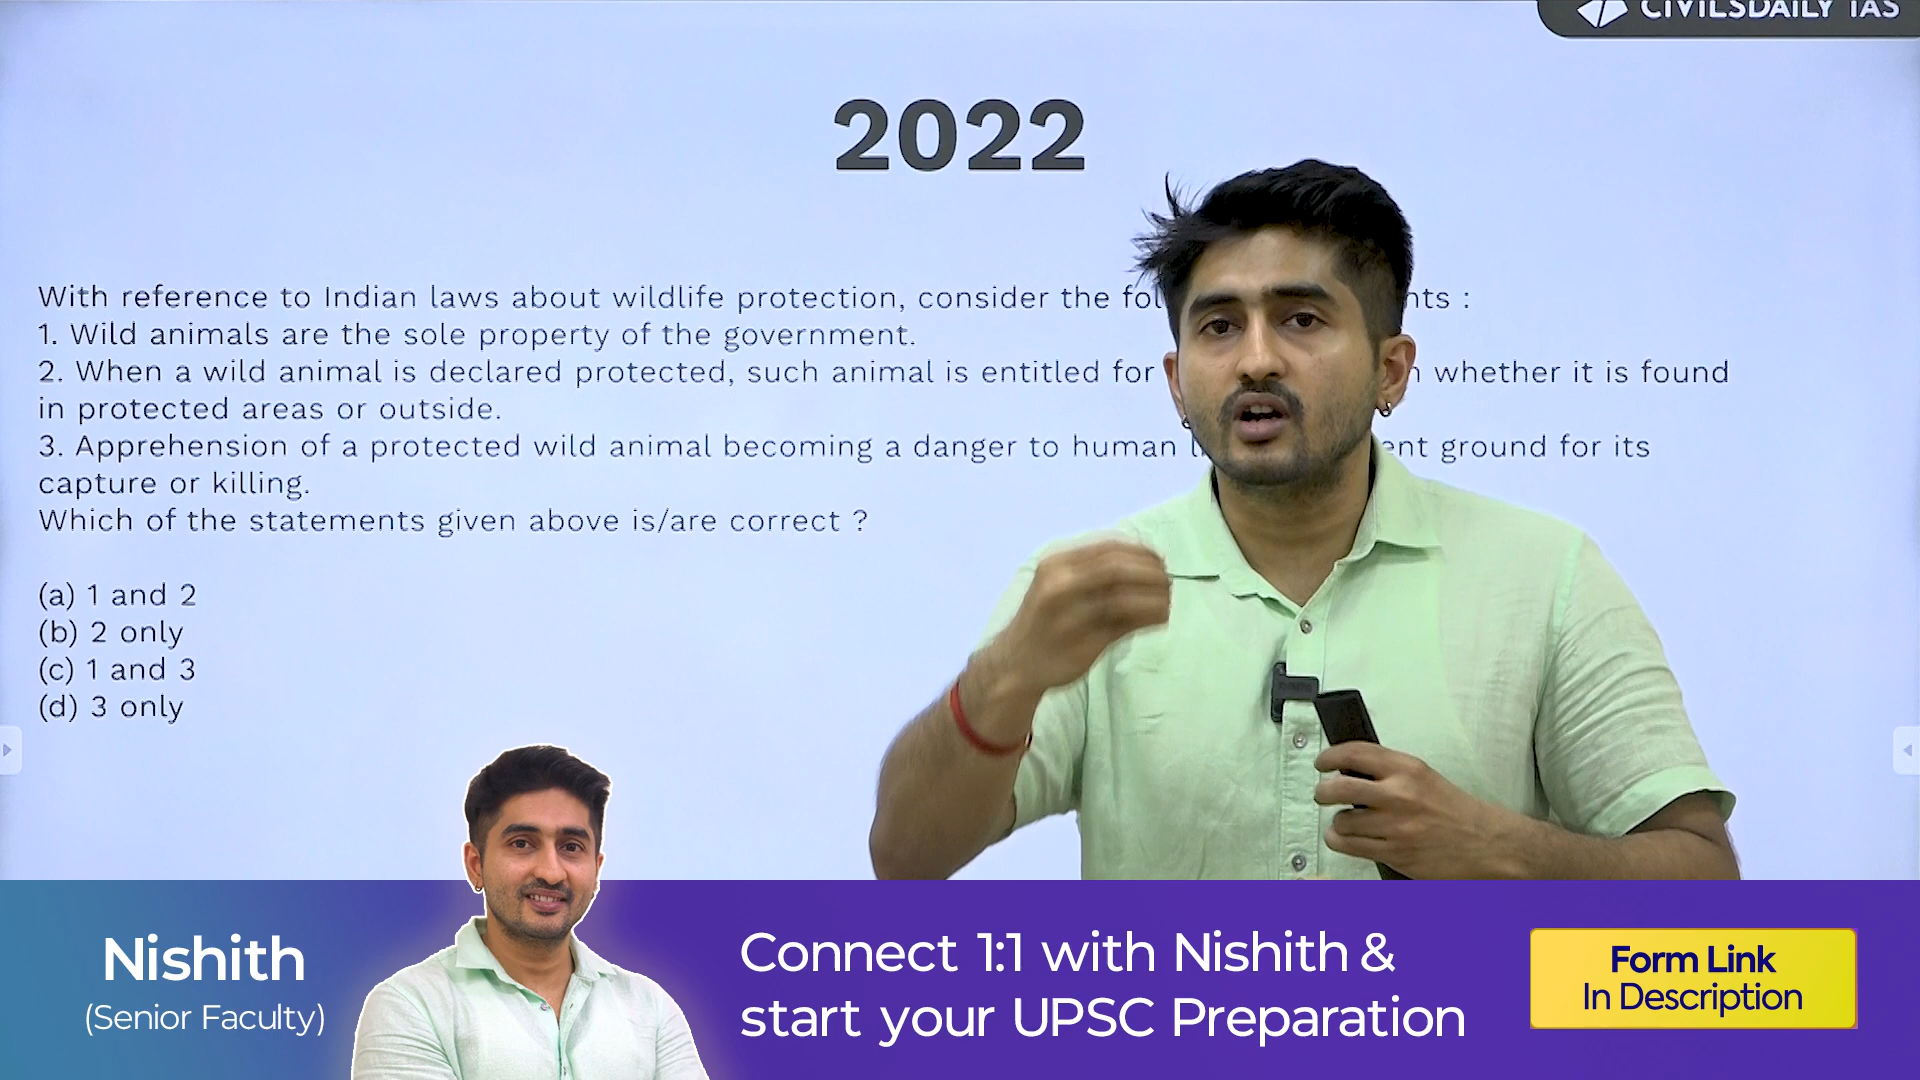 CIVILSDAILY IAS
2022
With reference to Indian laws about wildlife protection, consider the :
1. Wild animals are the sole property of the government.
2. When a wild animal is declared protected, such animal is entitled for whether it is found
in protected areas or outside.
3. Apprehension of a protected wild animal becoming a danger to human ground for its
capture or killing.
Which of the statements given above is/are correct ?
(a) 1 and 2
(b) 2 only
(c) 1 and 3
(d) 3 only
Nishith
(Senior Faculty)
Connect 1:1 with Nishith &
start your UPSC Preparation
Form Link
In Description